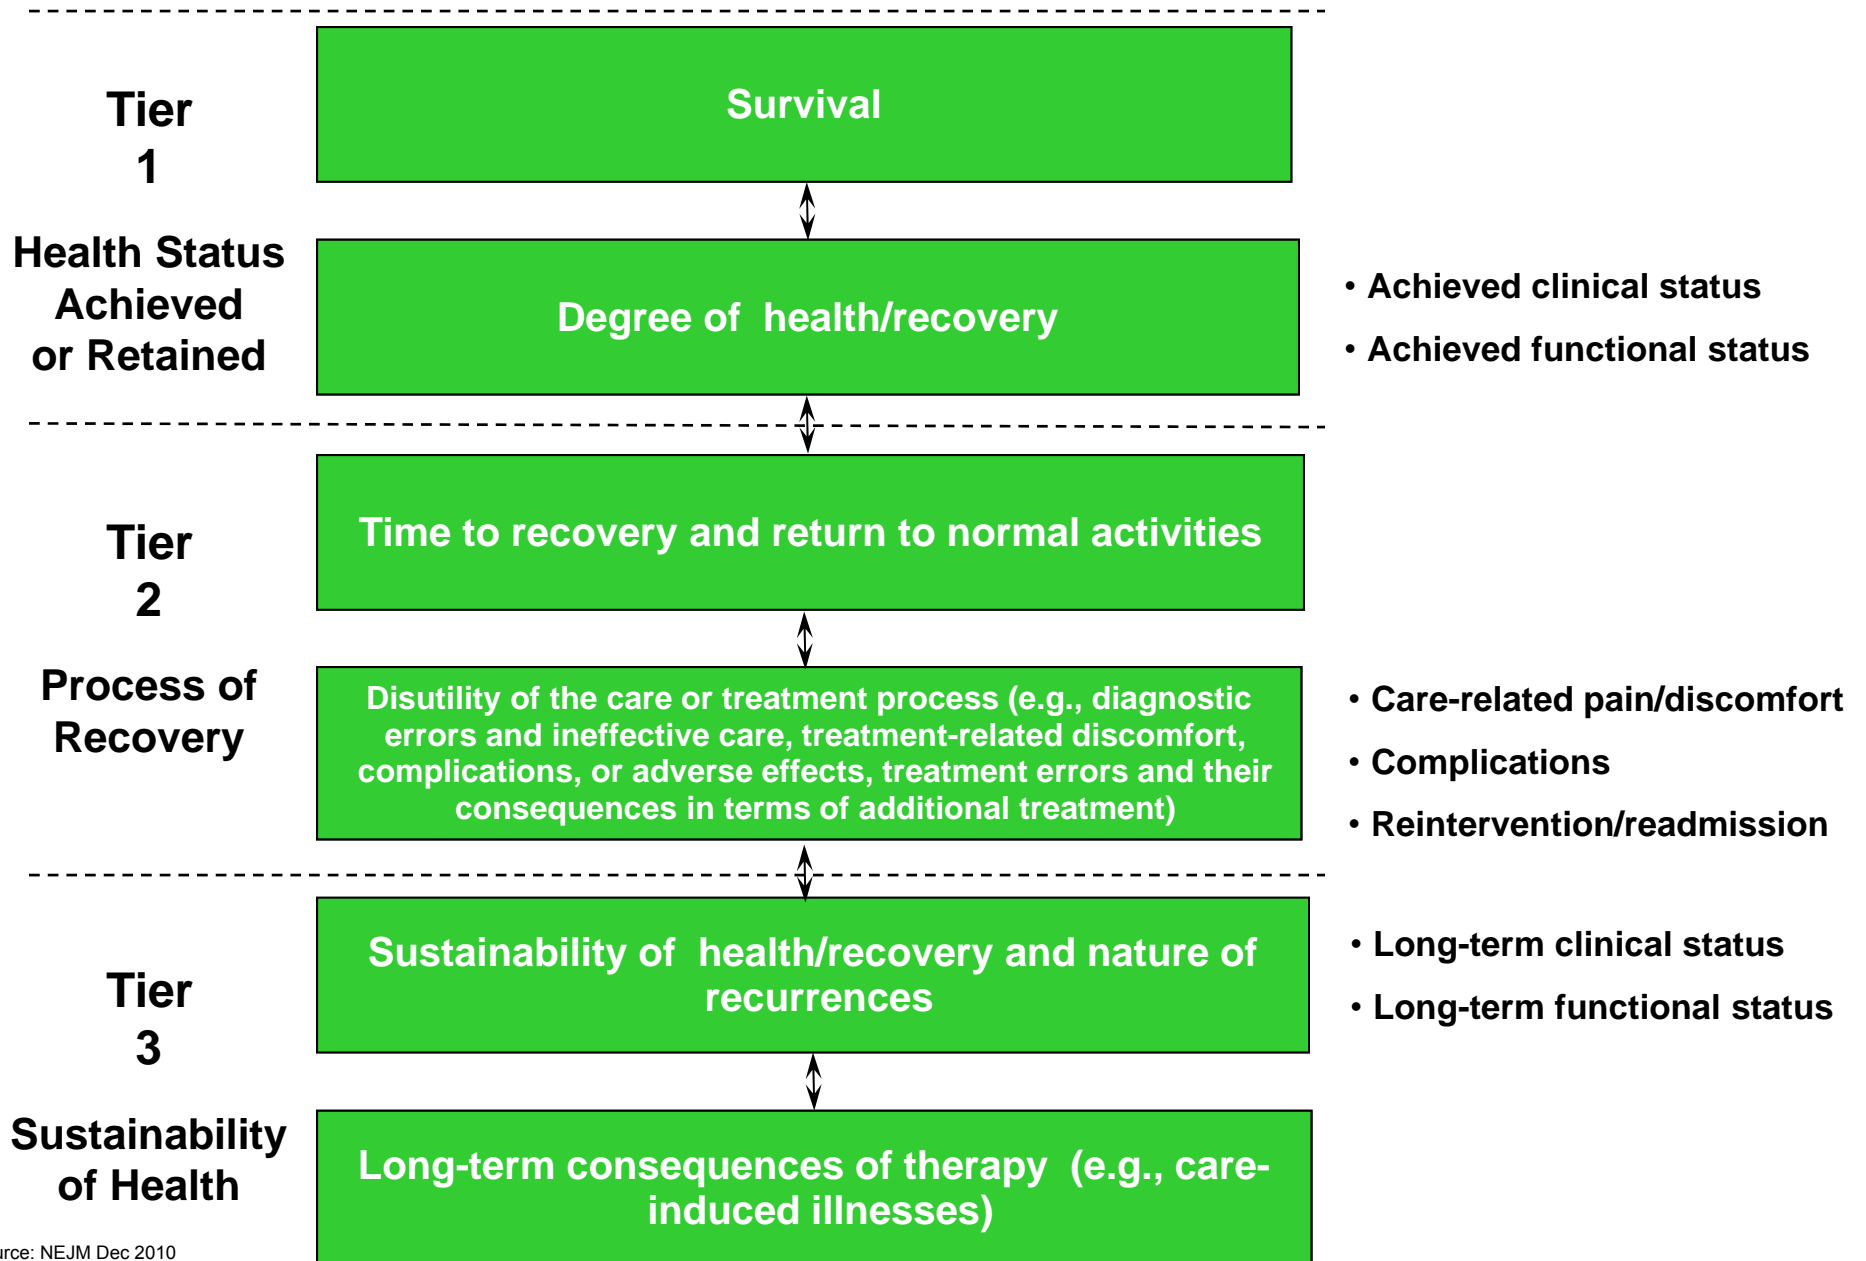 Tier
1
Health Status
Achieved
or Retained
Survival
Degree of health/recovery
• Achieved clinical status
• Achieved functional status
Tier
2
Process of
Recovery
Time to recovery and return to normal activities
Disutility of the care or treatment process (e.g., diagnostic
errors and ineffective care, treatment-related discomfort,
complications, or adverse effects, treatment errors and their
consequences in terms of additional treatment)
• Care-related pain/discomfort
• Complications
• Reintervention/readmission
Tier
3
Sustainability
of Health
Sustainability of health/recovery and nature of
recurrences
• Long-term clinical status
• Long-term functional status
Long-term consequences of therapy (e.g., care-
induced illnesses)
urce: NEJM Dec 2010